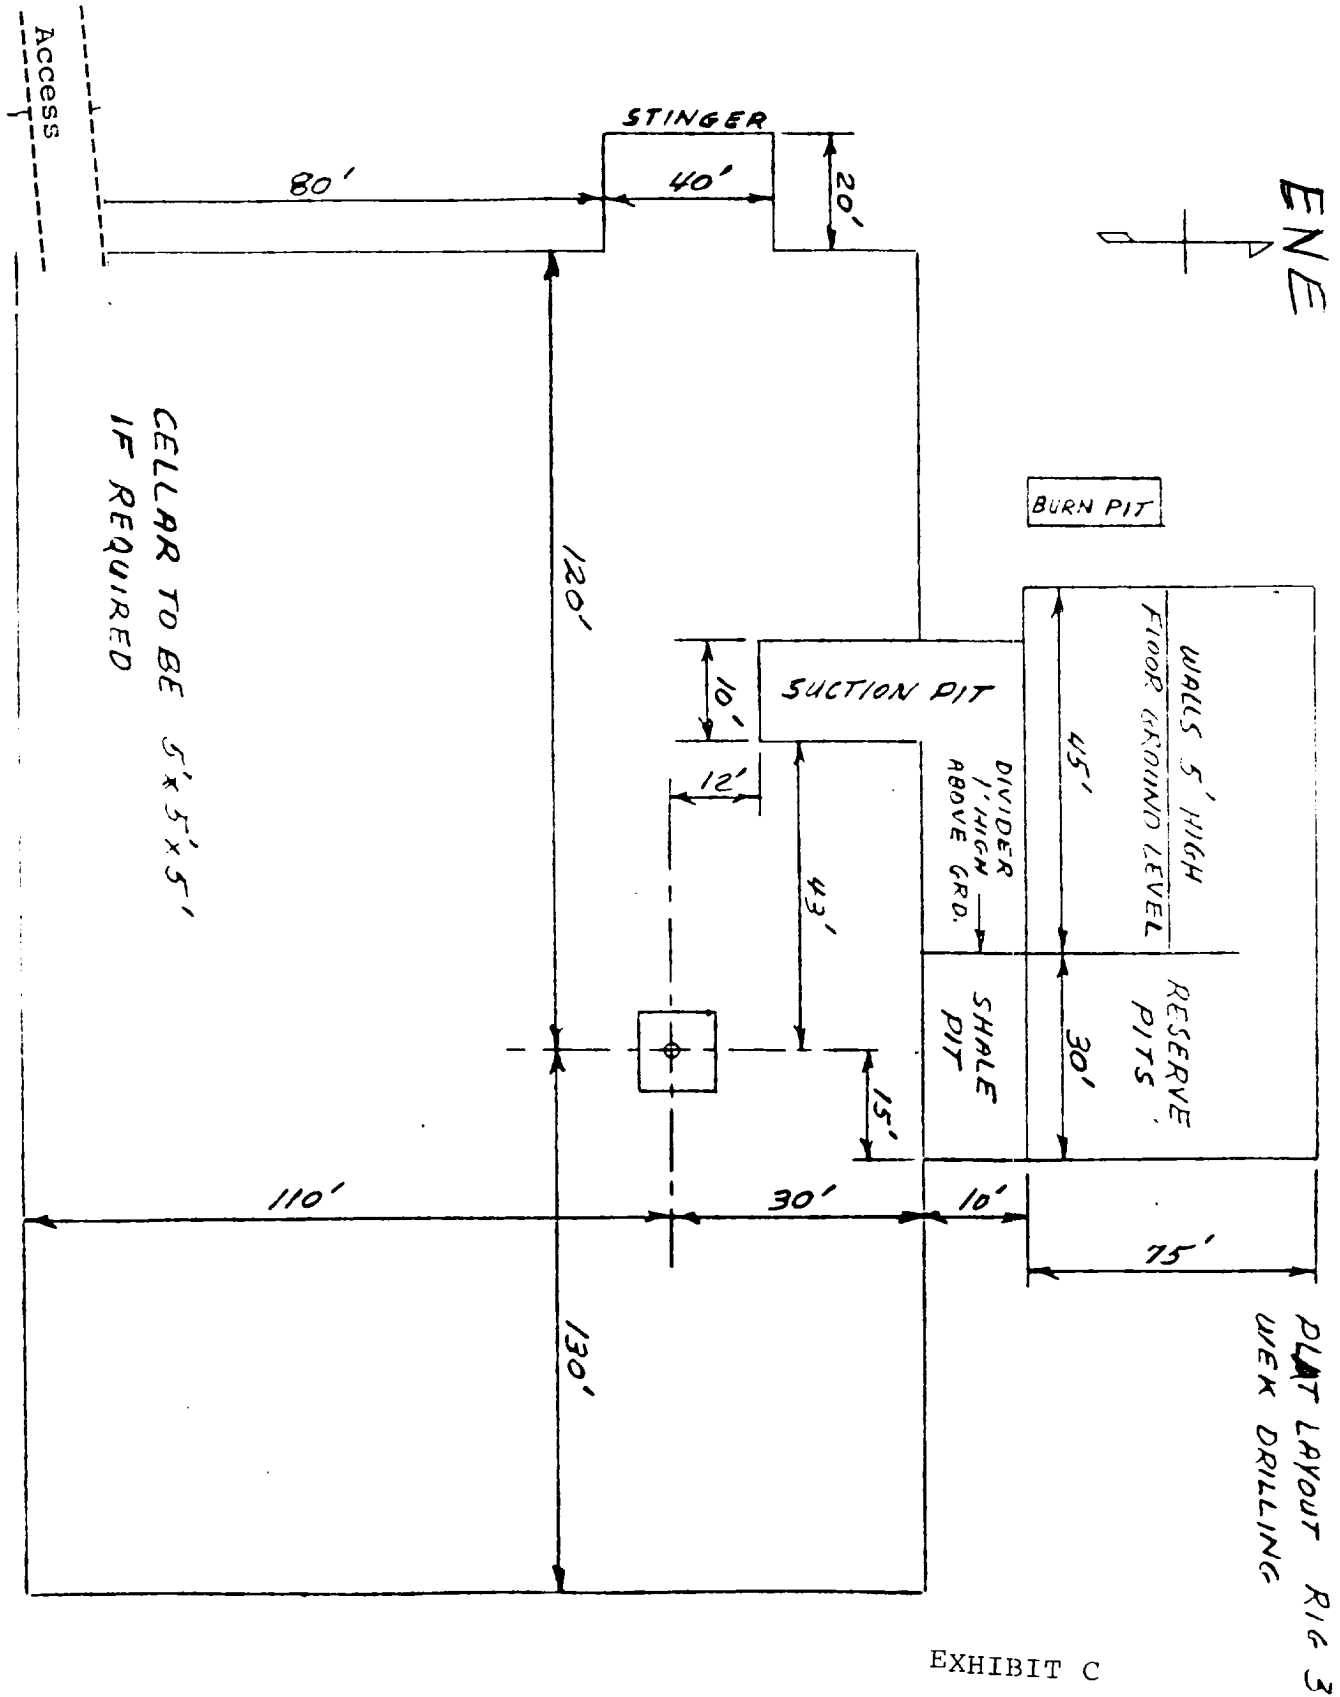 ENE
PLAT LAYOUT RIG 3
WEK DRILLING
Access
STINGER
80'
40'
20'
BURN PIT
WALLS 5' HIGH
FLOOR GROUND LEVEL
RESERVE
PITS
45'
30'
SUCTION PIT
DIVIDER
1' HIGH
ABOVE GRD.
SHALE
PIT
10'
12'
43'
15'
120'
130'
110'
30'
10'
75'
CELLAR TO BE 5'x5'x5'
IF REQUIRED
EXHIBIT C